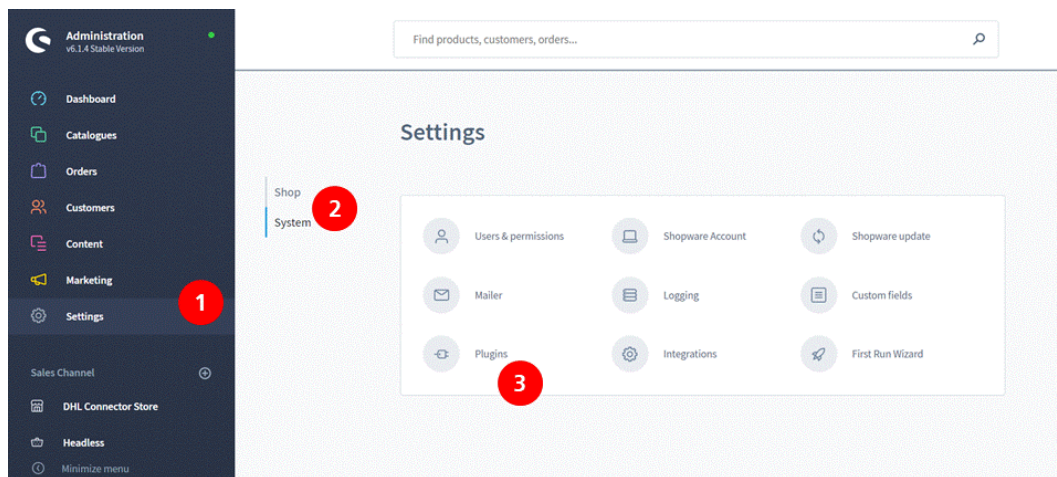 Administration
v6.1.4 Stable Version
Find products, customers, orders...
Dashboard
Catalogues
Orders
Customers
Content
Marketing
Settings
1
Sales Channel
DHL Connector Store
Headless
Minimize menu
Settings
Shop
System
2
Users & permissions
Shopware Account
Shopware update
Mailer
Logging
Custom fields
Plugins
Integrations
First Run Wizard
3